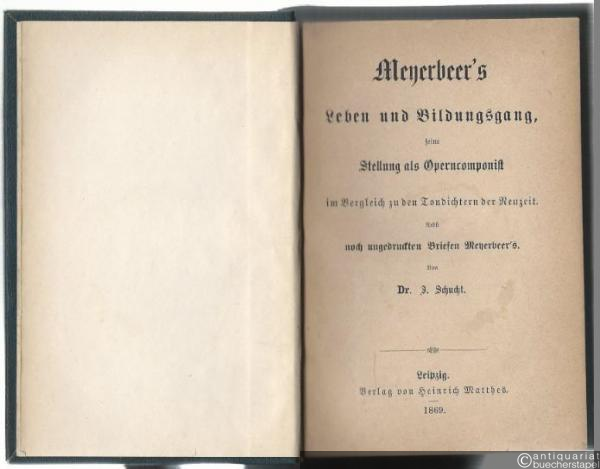 Meyerbeer's
Leben und Bildungsgang,
seine
Stellung als Operncomponist
im Vergleich zu den Tondichtern der Neuzeit.
Nebst
noch ungedruckten Briefen Meyerbeer's.
Von
Dr. J. Schucht.
Leipzig.
Verlag von Heinrich Matthes.
1869.
©antiquariat
buecherstapel